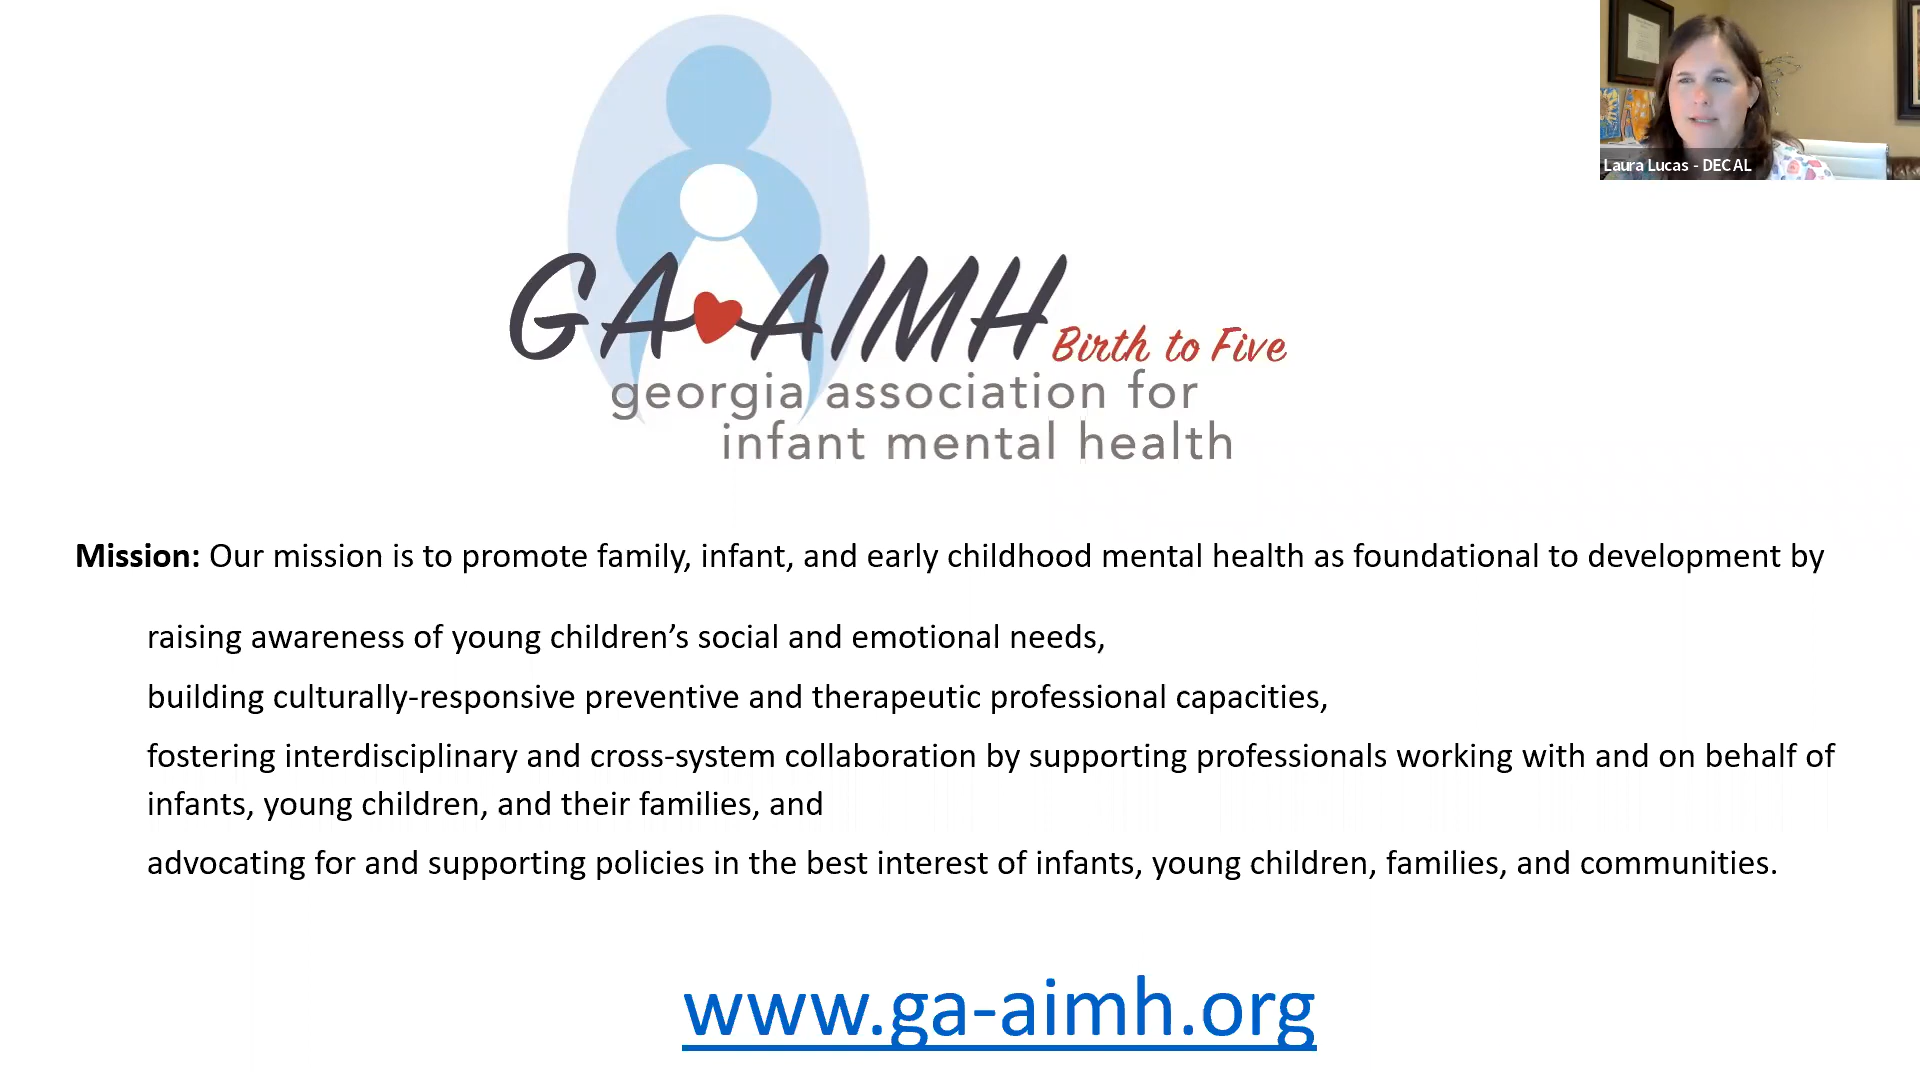 Laura Lucas - DECAL
GA AIMH Birth to Five
georgia association for
infant mental health
Mission: Our mission is to promote family, infant, and early childhood mental health as foundational to development by
raising awareness of young children’s social and emotional needs,
building culturally-responsive preventive and therapeutic professional capacities,
fostering interdisciplinary and cross-system collaboration by supporting professionals working with and on behalf of
infants, young children, and their families, and
advocating for and supporting policies in the best interest of infants, young children, families, and communities.
www.ga-aimh.org